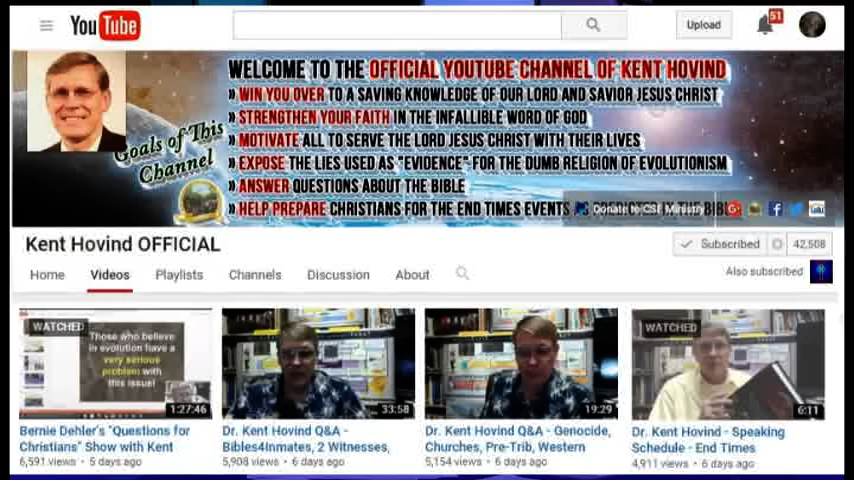 YouTube
Upload
51
WELCOME TO THE OFFICIAL YOUTUBE CHANNEL OF KENT HOVIND
» WIN YOU OVER TO A SAVING KNOWLEDGE OF OUR LORD AND SAVIOR JESUS CHRIST
» STRENGTHEN YOUR FAITH IN THE INFALLIBLE WORD OF GOD
» MOTIVATE ALL TO SERVE THE LORD JESUS CHRIST WITH THEIR LIVES
» EXPOSE THE LIES USED AS "EVIDENCE" FOR THE DUMB RELIGION OF EVOLUTIONISM
» ANSWER QUESTIONS ABOUT THE BIBLE
» HELP PREPARE CHRISTIANS FOR THE END TIMES EVENTS
Goals of This
Channel
Donate to CSE Ministry
Kent Hovind OFFICIAL
Subscribed 42,508
Home Videos Playlists Channels Discussion About
Also subscribed
WATCHED
Those who believe
in evolution have a
very serious
problem with
this issue!
1:27:46
33:58
19:29
WATCHED
6:11
Bernie Dehler's "Questions for
Christians" Show with Kent
6,591 views • 5 days ago
Dr. Kent Hovind Q&A -
Bibles4Inmates, 2 Witnesses,
5,908 views • 6 days ago
Dr. Kent Hovind Q&A - Genocide,
Churches, Pre-Trib, Western
5,154 views • 6 days ago
Dr. Kent Hovind - Speaking
Schedule - End Times
4,911 views • 6 days ago